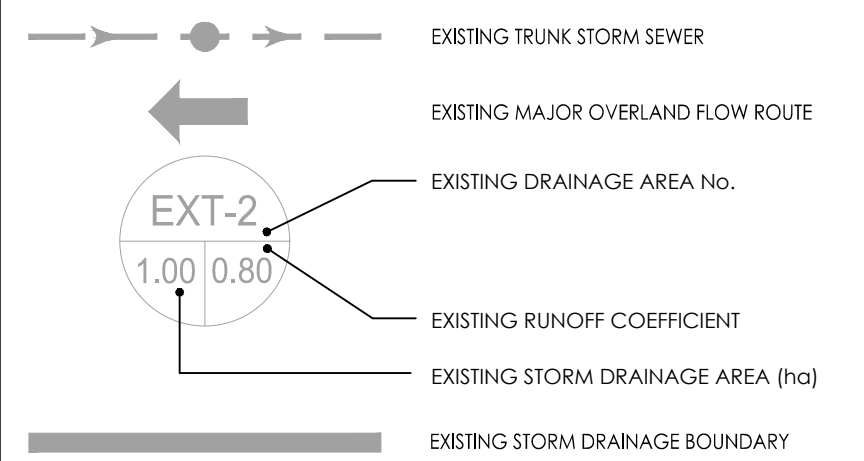 EXISTING TRUNK STORM SEWER
EXISTING MAJOR OVERLAND FLOW ROUTE
EXISTING DRAINAGE AREA No.
EXT-2
1.00 0.80
EXISTING RUNOFF COEFFICIENT
EXISTING STORM DRAINAGE AREA (ha)
EXISTING STORM DRAINAGE BOUNDARY